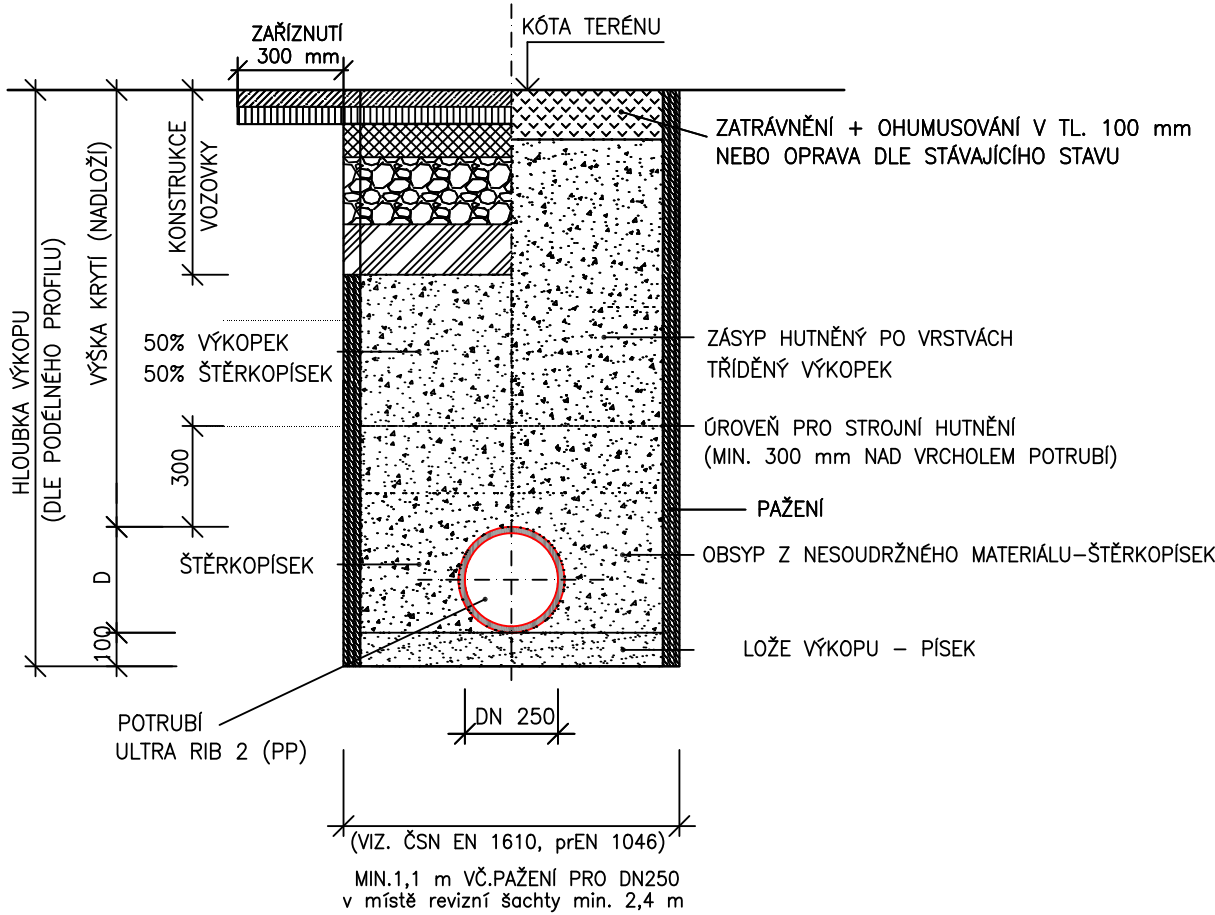 ZAŘÍZNUTÍ
300 mm
KÓTA TERÉNU
ZATRÁVNĚNÍ + OHUMUSOVÁNÍ V TL. 100 mm
NEBO OPRAVA DLE STÁVAJÍCÍHO STAVU
HLOUBKA VÝKOPU
(DLE PODÉLNÉHO PROFILU)
VÝŠKA KRYTÍ (NADLOŽÍ)
KONSTRUKCE
VOZOVKY
50% VÝKOPEK
50% ŠTĚRKOPÍSEK
ZÁSYP HUTNĚNÝ PO VRSTVÁCH
TŘÍDĚNÝ VÝKOPEK
ÚROVEŇ PRO STROJNÍ HUTNĚNÍ
(MIN. 300 mm NAD VRCHOLEM POTRUBÍ)
300
PAŽENÍ
ŠTĚRKOPÍSEK
OBSYP Z NESOUDRŽNÉHO MATERIÁLU-ŠTĚRKOPÍSEK
D
100
LOŽE VÝKOPU - PÍSEK
POTRUBÍ
ULTRA RIB 2 (PP)
DN 250
(VIZ. ČSN EN 1610, prEN 1046)
MIN.1,1 m VČ.PAŽENÍ PRO DN250
v místě revizní šachty min. 2,4 m